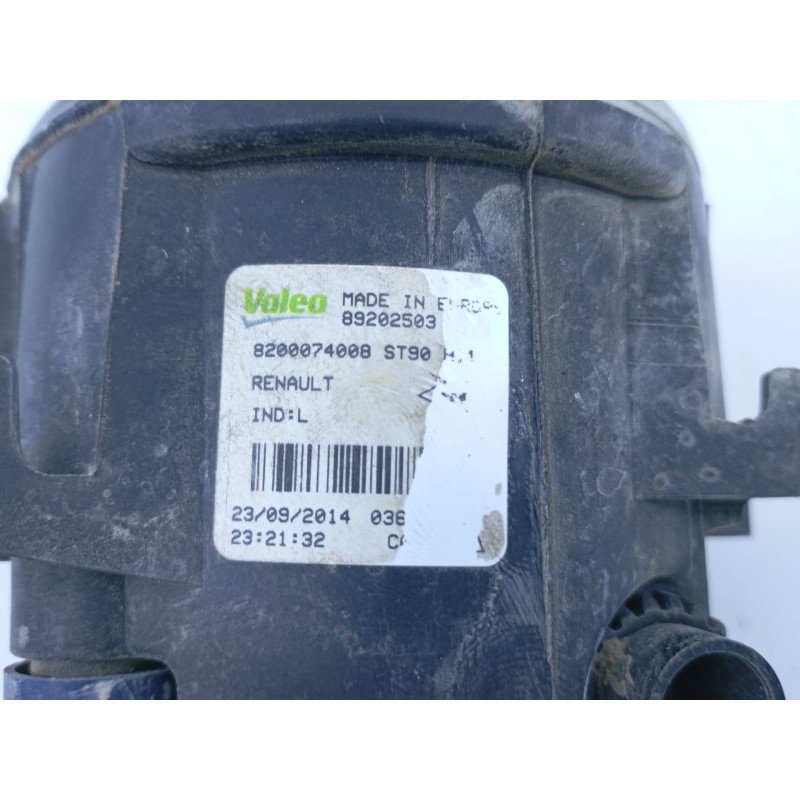 Valeo MADE IN
89202503
8200074008 ST90
RENAULT
IND:L
23/09/2014 036
23:21:32